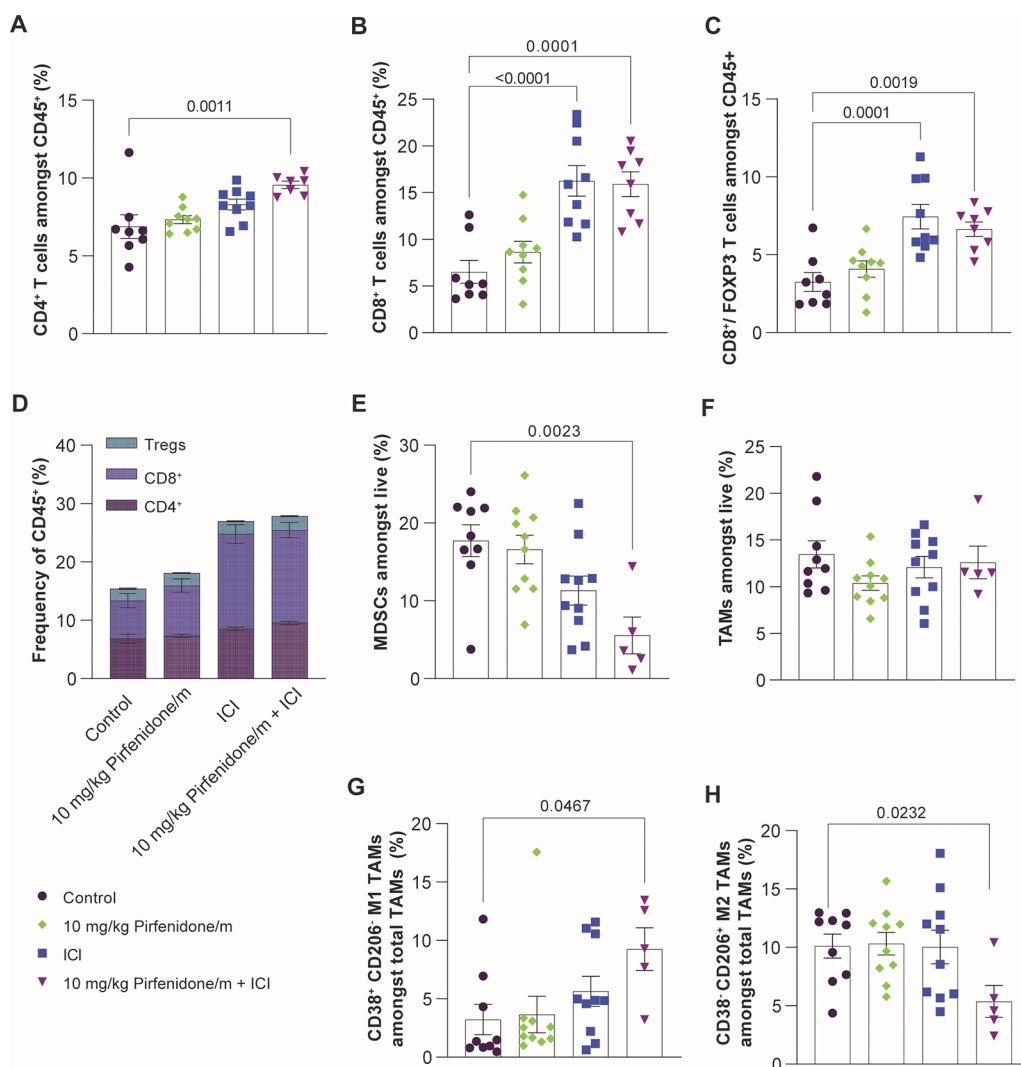 A
CD4⁺ T cells amongst CD45⁺ (%)
15
10
5
0
0.0011
B
CD8⁺ T cells amongst CD45⁺ (%)
25
20
15
10
5
0
0.0001
<0.0001
C
CD8⁺/ FOXP3⁻ T cells amongst CD45+
15
10
5
0
0.0019
0.0001
D
Frequency of CD45⁺ (%)
40
30
20
10
0
Tregs
CD8⁺
CD4⁺
Control
10 mg/kg Pirfenidone/m
ICI
10 mg/kg Pirfenidone/m + ICI
E
MDSCs amongst live (%)
30
20
10
0
0.0023
F
TAMs amongst live (%)
25
20
15
10
5
0
Control
10 mg/kg Pirfenidone/m
ICI
10 mg/kg Pirfenidone/m + ICI
G
CD38⁺ CD206⁻ M1 TAMs
amongst total TAMs (%)
20
15
10
5
0
0.0467
H
CD38⁻ CD206⁺ M2 TAMs
amongst total TAMs (%)
20
15
10
5
0
0.0232